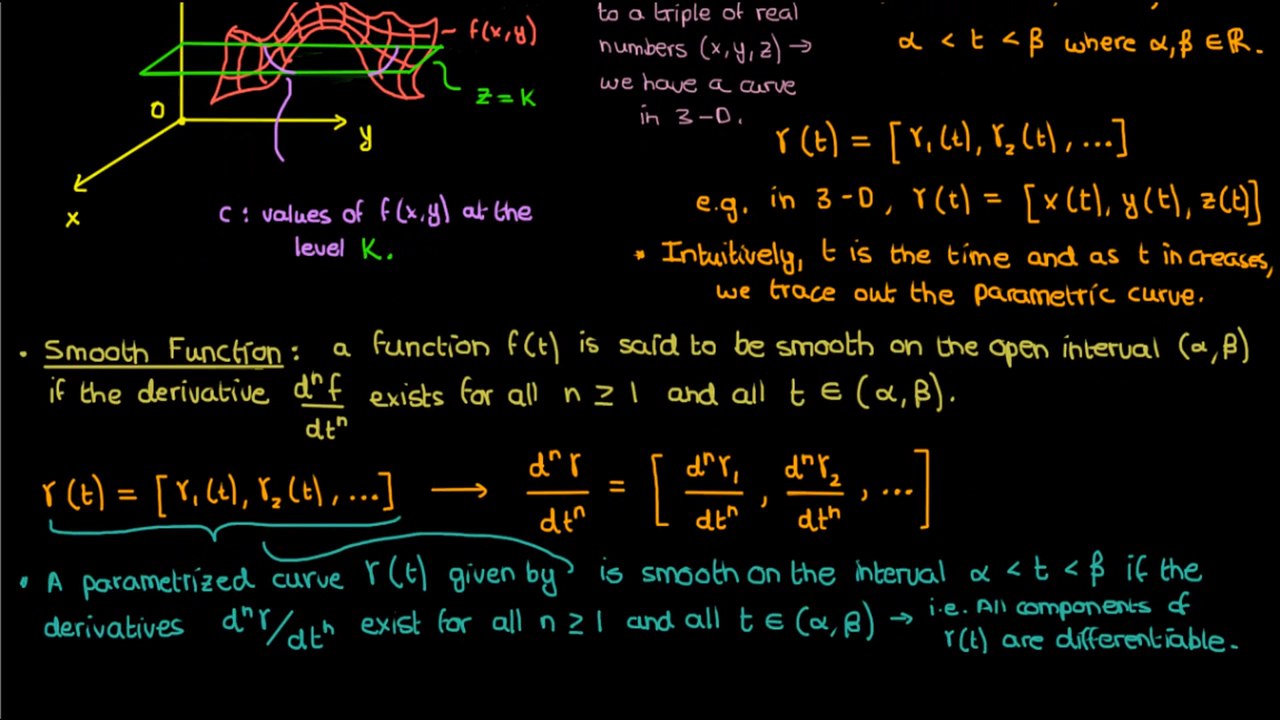 to a triple of real
numbers (x,y,z) →
we have a curve
in 3-D.
α < t < β where α,β ∈ ℝ.
f(x,y)
z = K
0
y
x
c : values of f(x,y) at the
level K.
r(t) = [r₁(t), r₂(t), ...]
e.g. in 3-D, r(t) = [x(t), y(t), z(t)]
* Intuitively, t is the time and as t increases,
we trace out the parametric curve.
• Smooth Function: a function f(t) is said to be smooth on the open interval (α,β)
if the derivative dⁿf/dtⁿ exists for all n ≥ 1 and all t ∈ (α,β).
r(t) = [r₁(t), r₂(t), ...] → dⁿr/dtⁿ = [dⁿr₁/dtⁿ, dⁿr₂/dtⁿ, ...]
• A parametrized curve r(t) given by is smooth on the interval α < t < β if the
derivatives dⁿr/dtⁿ exist for all n ≥ 1 and all t ∈ (α,β) → i.e. All components of
r(t) are differentiable.